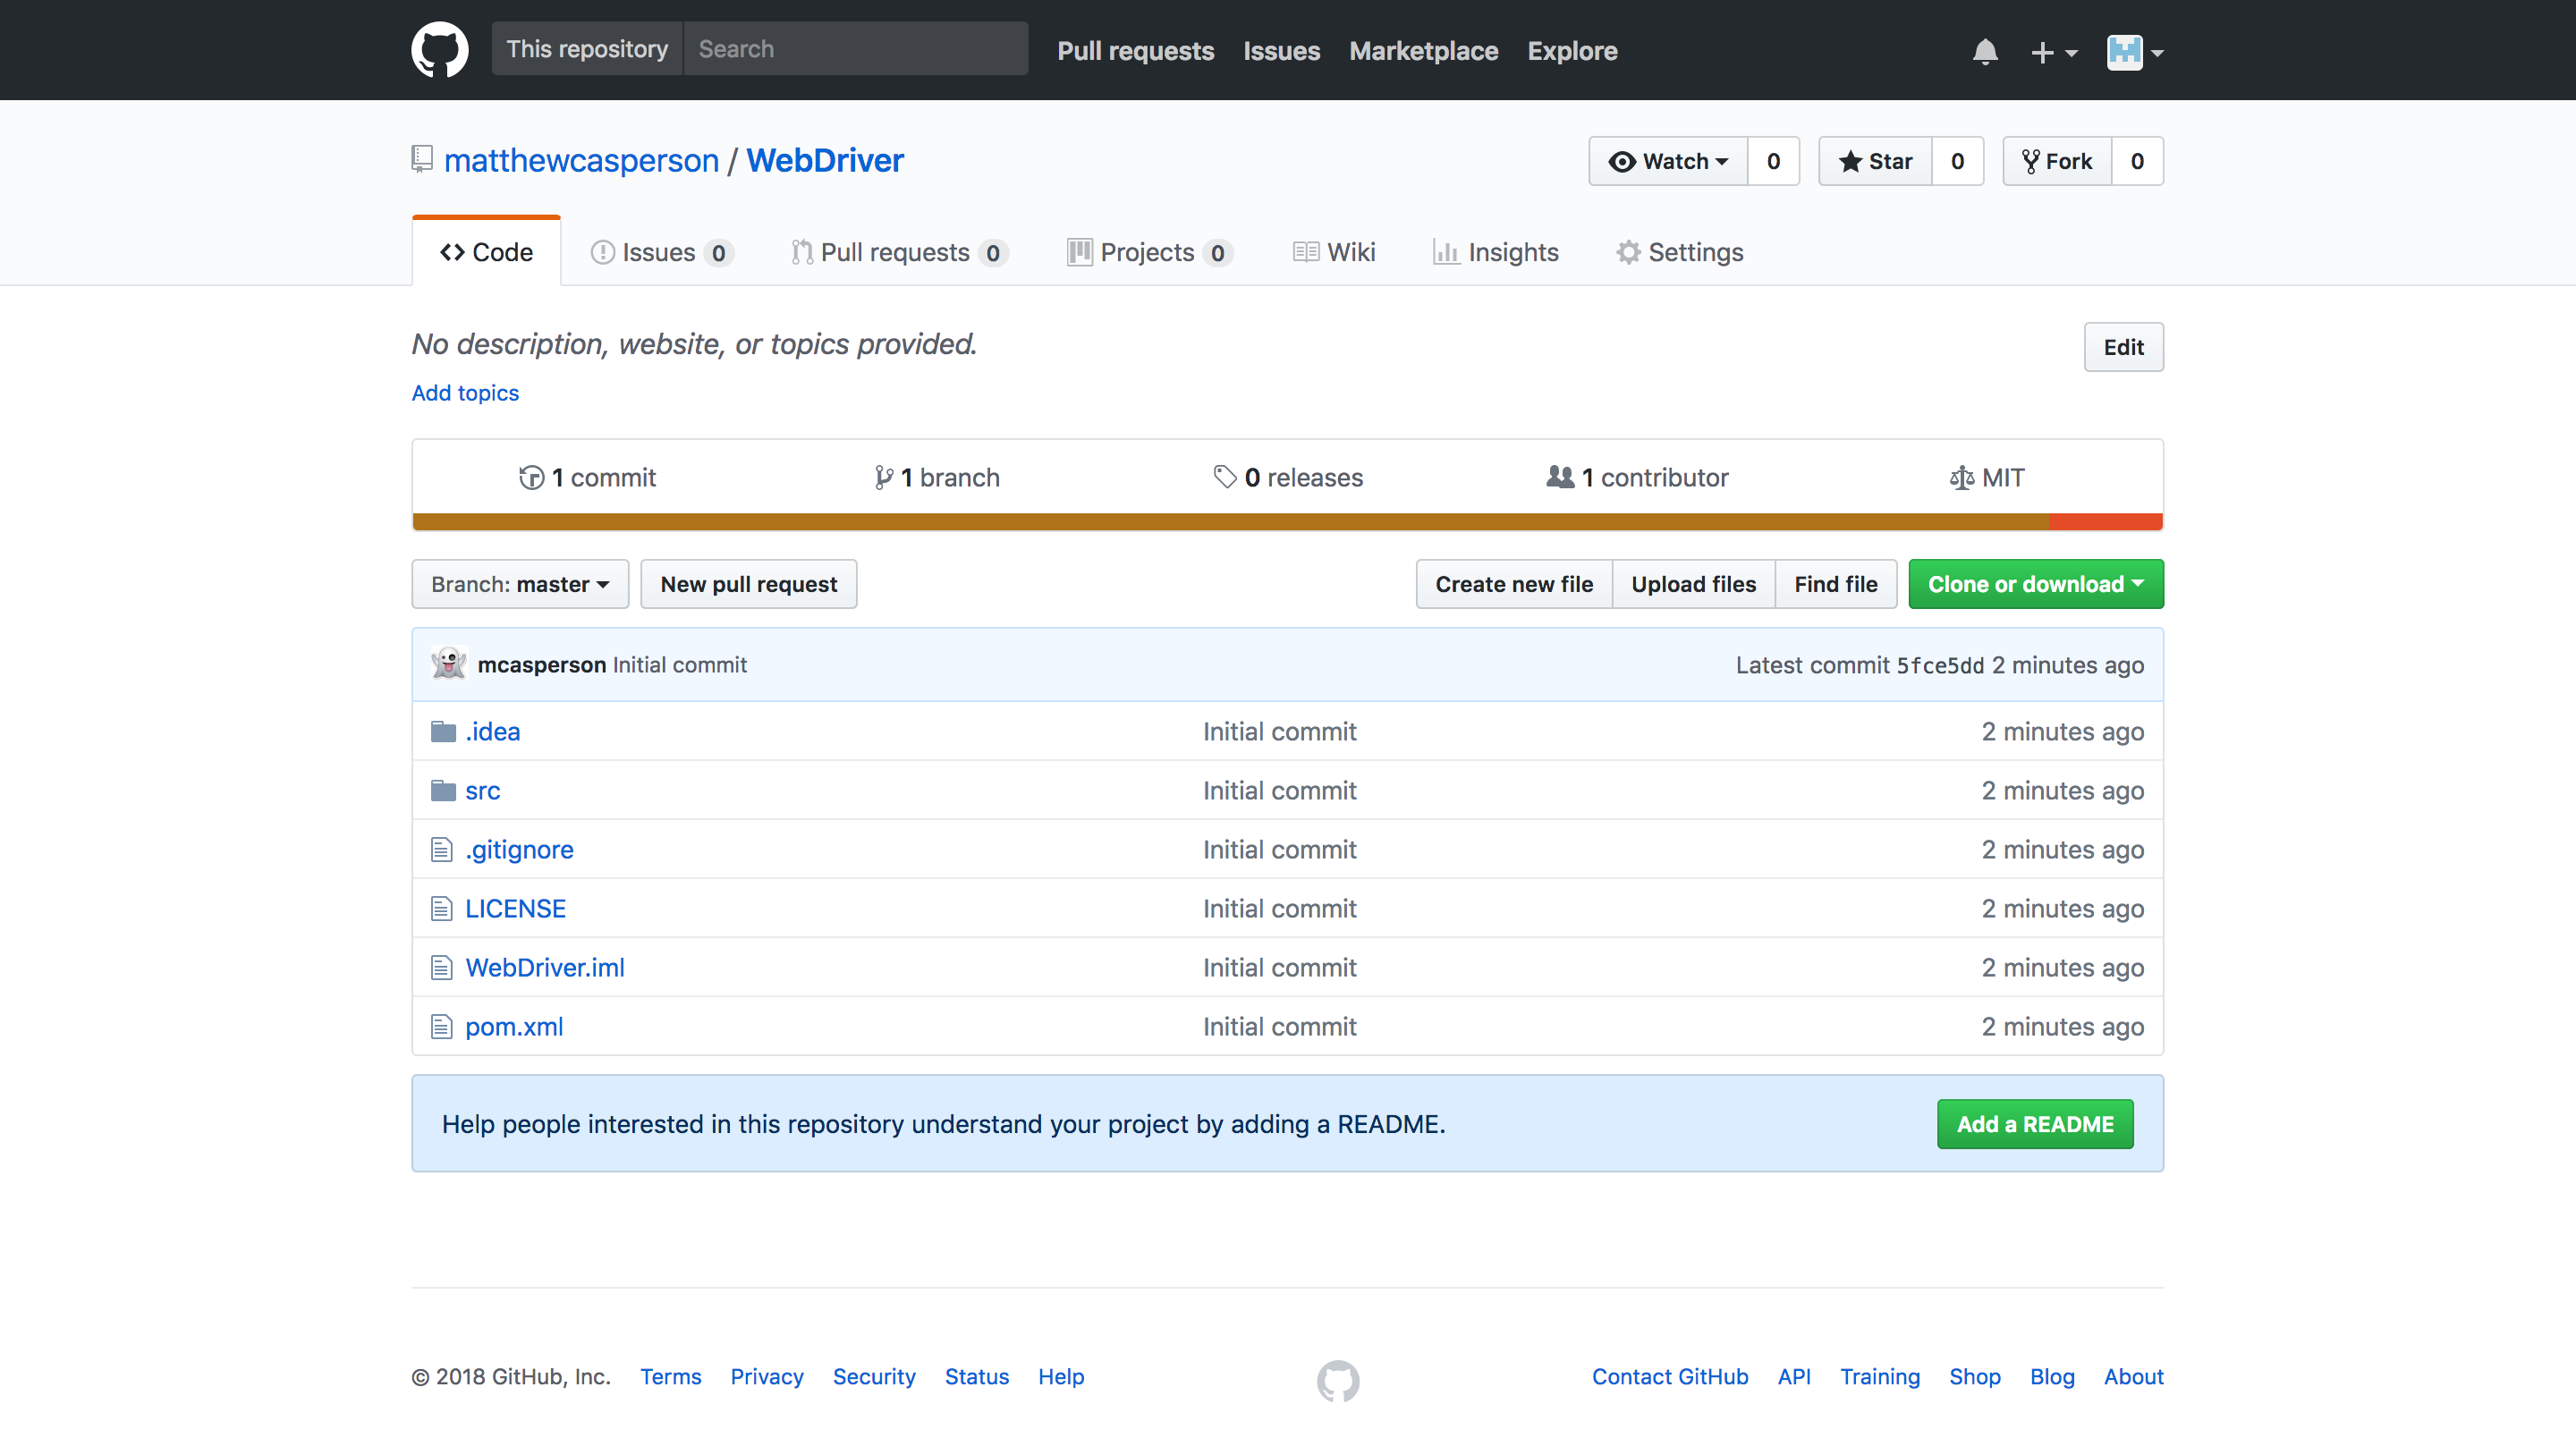 This repository Search Pull requests Issues Marketplace Explore
matthewcasperson / WebDriver Watch 0 Star 0 Fork 0
Code Issues 0 Pull requests 0 Projects 0 Wiki Insights Settings
No description, website, or topics provided. Edit
Add topics
1 commit 1 branch 0 releases 1 contributor MIT
Branch: master New pull request Create new file Upload files Find file Clone or download
mcasperson Initial commit Latest commit 5fce5dd 2 minutes ago
.idea Initial commit 2 minutes ago
src Initial commit 2 minutes ago
.gitignore Initial commit 2 minutes ago
LICENSE Initial commit 2 minutes ago
WebDriver.iml Initial commit 2 minutes ago
pom.xml Initial commit 2 minutes ago
Help people interested in this repository understand your project by adding a README. Add a README
© 2018 GitHub, Inc. Terms Privacy Security Status Help Contact GitHub API Training Shop Blog About